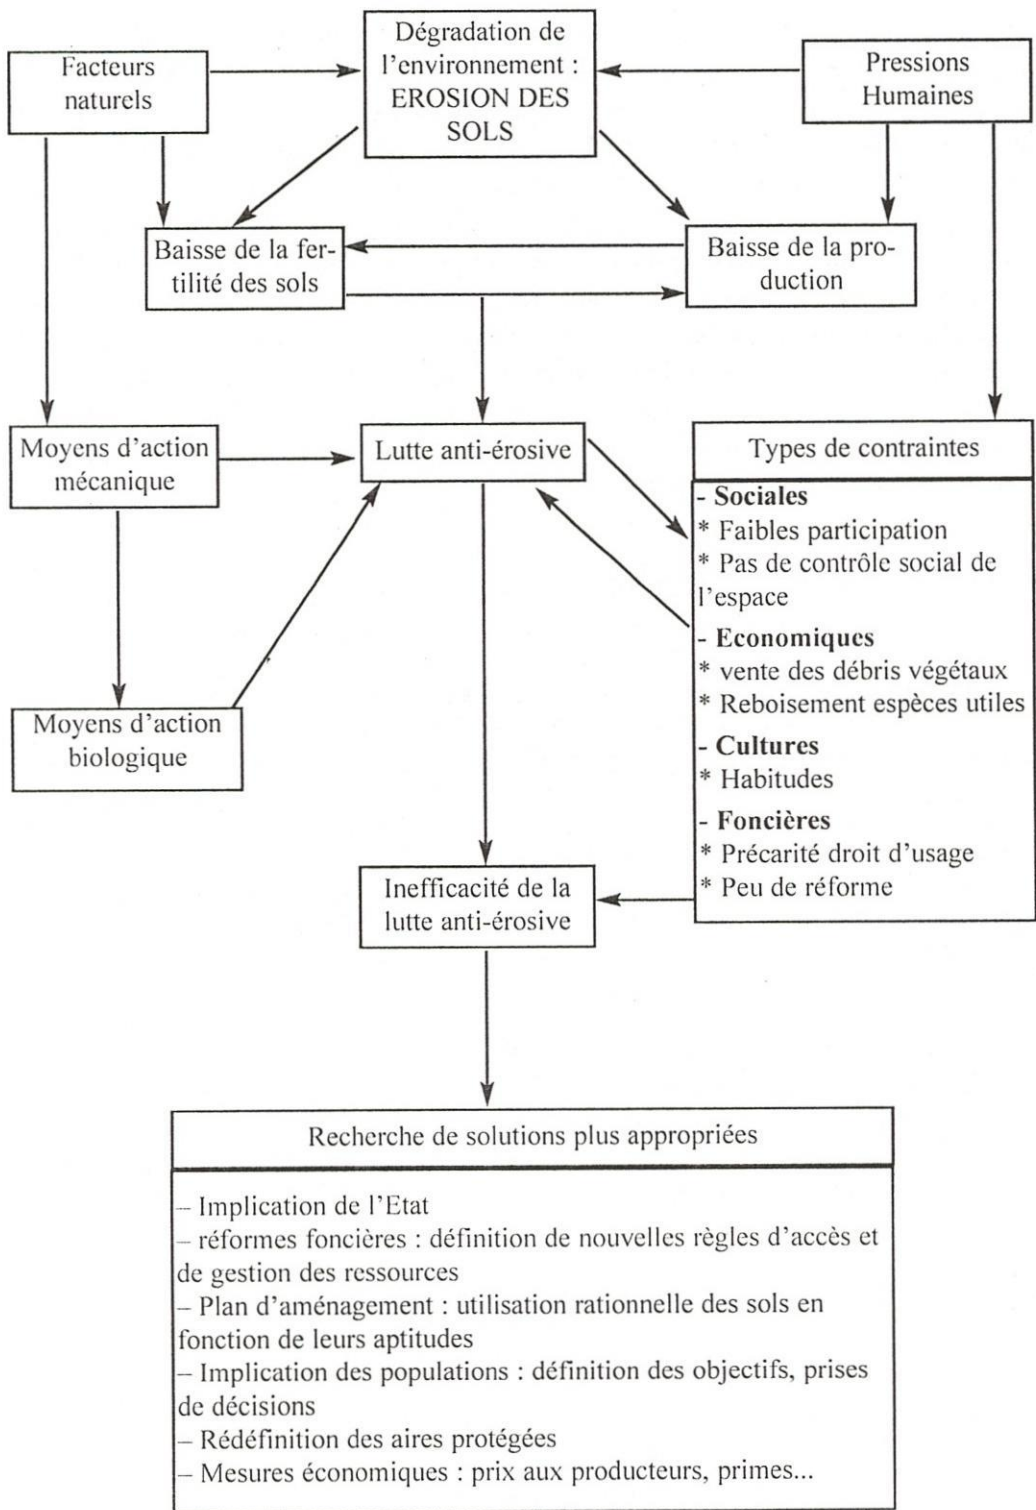 Facteurs
naturels
Dégradation de
l'environnement :
EROSION DES
SOLS
Pressions
Humaines
Baisse de la fer-
tilité des sols
Baisse de la pro-
duction
Moyens d'action
mécanique
Lutte anti-érosive
Types de contraintes
- Sociales
* Faibles participation
* Pas de contrôle social de
l'espace
- Economiques
* vente des débris végétaux
* Reboisement espèces utiles
- Cultures
* Habitudes
- Foncières
* Précarité droit d'usage
* Peu de réforme
Moyens d'action
biologique
Inefficacité de la
lutte anti-érosive
Recherche de solutions plus appropriées
– Implication de l'Etat
– réformes foncières : définition de nouvelles règles d'accès et
de gestion des ressources
– Plan d'aménagement : utilisation rationnelle des sols en
fonction de leurs aptitudes
– Implication des populations : définition des objectifs, prises
de décisions
– Rédéfinition des aires protégées
– Mesures économiques : prix aux producteurs, primes...